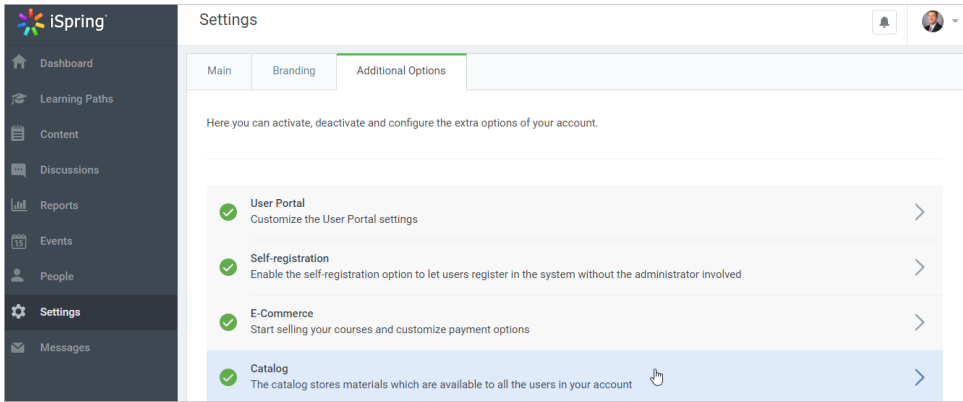 iSpring
Settings
Dashboard
Learning Paths
Content
Discussions
Reports
15
Events
People
Settings
Messages
Main
Branding
Additional Options
Here you can activate, deactivate and configure the extra options of your account.
User Portal
Customize the User Portal settings
Self-registration
Enable the self-registration option to let users register in the system without the administrator involved
E-Commerce
Start selling your courses and customize payment options
Catalog
The catalog stores materials which are available to all the users in your account